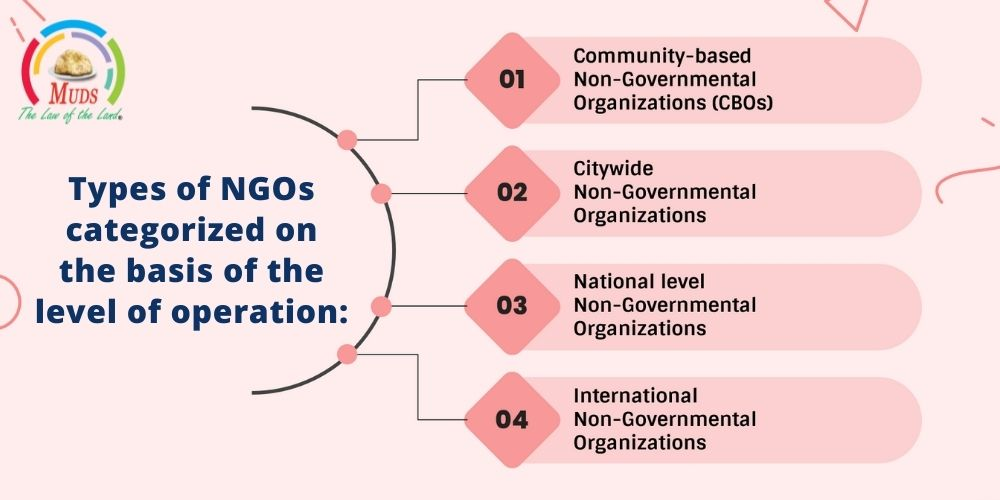 MUDS
The Law of the Land
Types of NGOs
categorized on
the basis of the
level of operation:
01
Community-based
Non-Governmental
Organizations (CBOs)
02
Citywide
Non-Governmental
Organizations
03
National level
Non-Governmental
Organizations
04
International
Non-Governmental
Organizations